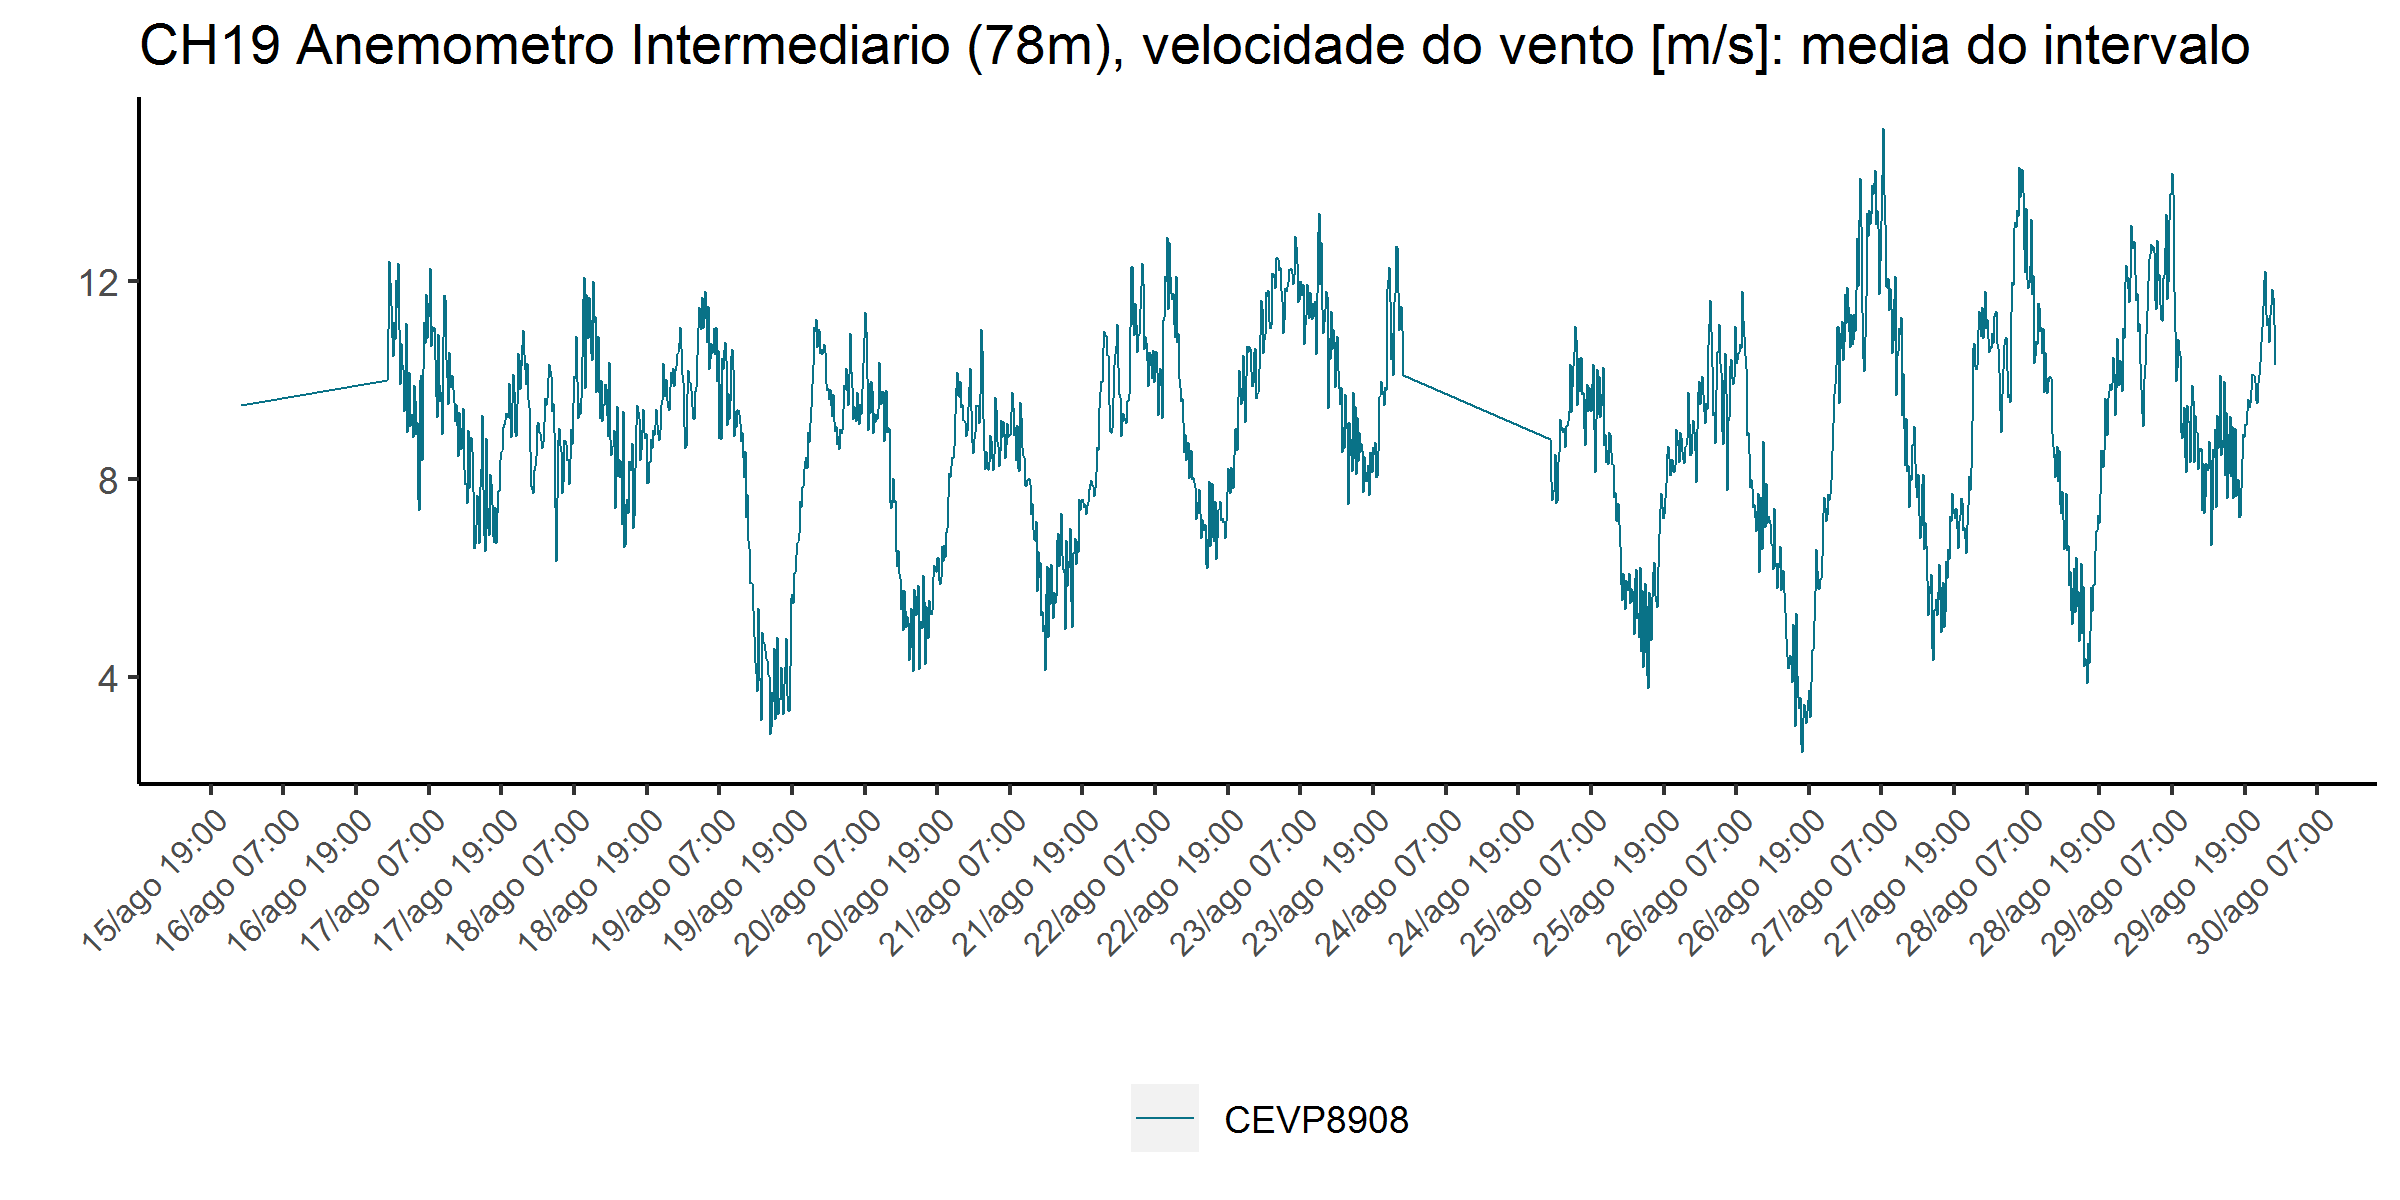 CH19 Anemometro Intermediario (78m), velocidade do vento [m/s]: media do intervalo
12
8
4
15/ago 19:00
16/ago 07:00
16/ago 19:00
17/ago 07:00
17/ago 19:00
18/ago 07:00
18/ago 19:00
19/ago 07:00
19/ago 19:00
20/ago 07:00
20/ago 19:00
21/ago 07:00
21/ago 19:00
22/ago 07:00
22/ago 19:00
23/ago 07:00
23/ago 19:00
24/ago 07:00
24/ago 19:00
25/ago 07:00
25/ago 19:00
26/ago 07:00
26/ago 19:00
27/ago 07:00
27/ago 19:00
28/ago 07:00
28/ago 19:00
29/ago 07:00
29/ago 19:00
30/ago 07:00
CEVP8908